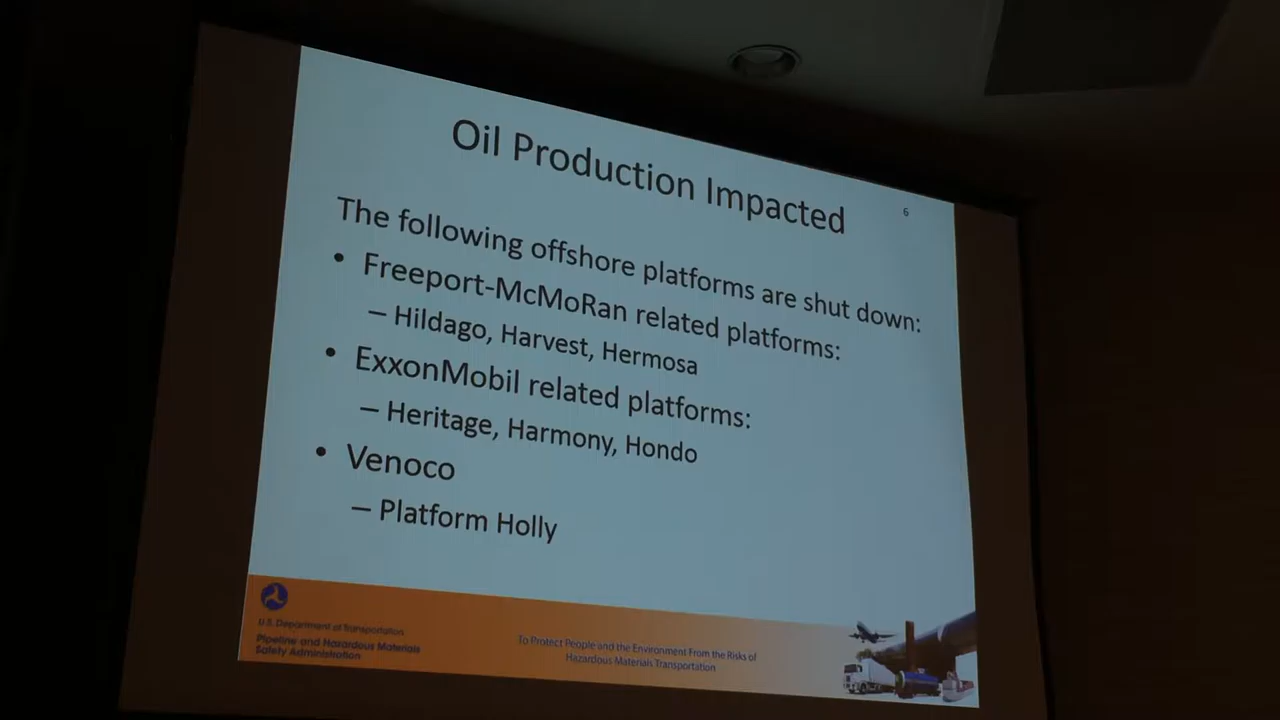 Oil Production Impacted
6
The following offshore platforms are shut down:
• Freeport-McMoRan related platforms:
– Hildago, Harvest, Hermosa
• ExxonMobil related platforms:
– Heritage, Harmony, Hondo
• Venoco
– Platform Holly
U.S. Department of Transportation
Pipeline and Hazardous Materials
Safety Administration
To Protect People and the Environment From the Risks of
Hazardous Materials Transportation